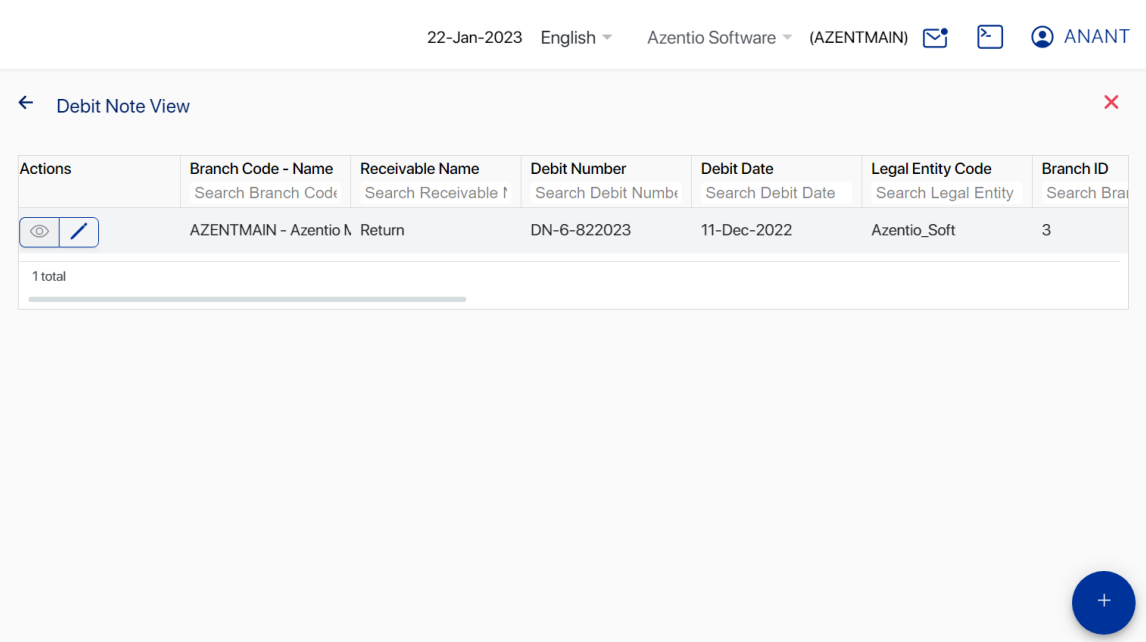 22-Jan-2023 English Azentio Software (AZENTMAIN) ANANT
Debit Note View
Actions Branch Code - Name Receivable Name Debit Number Debit Date Legal Entity Code Branch ID
Search Branch Code Search Receivable Search Debit Numbe Search Debit Date Search Legal Entity Search Bra
AZENTMAIN - Azentio M Return DN-6-822023 11-Dec-2022 Azentio_Soft 3
1 total